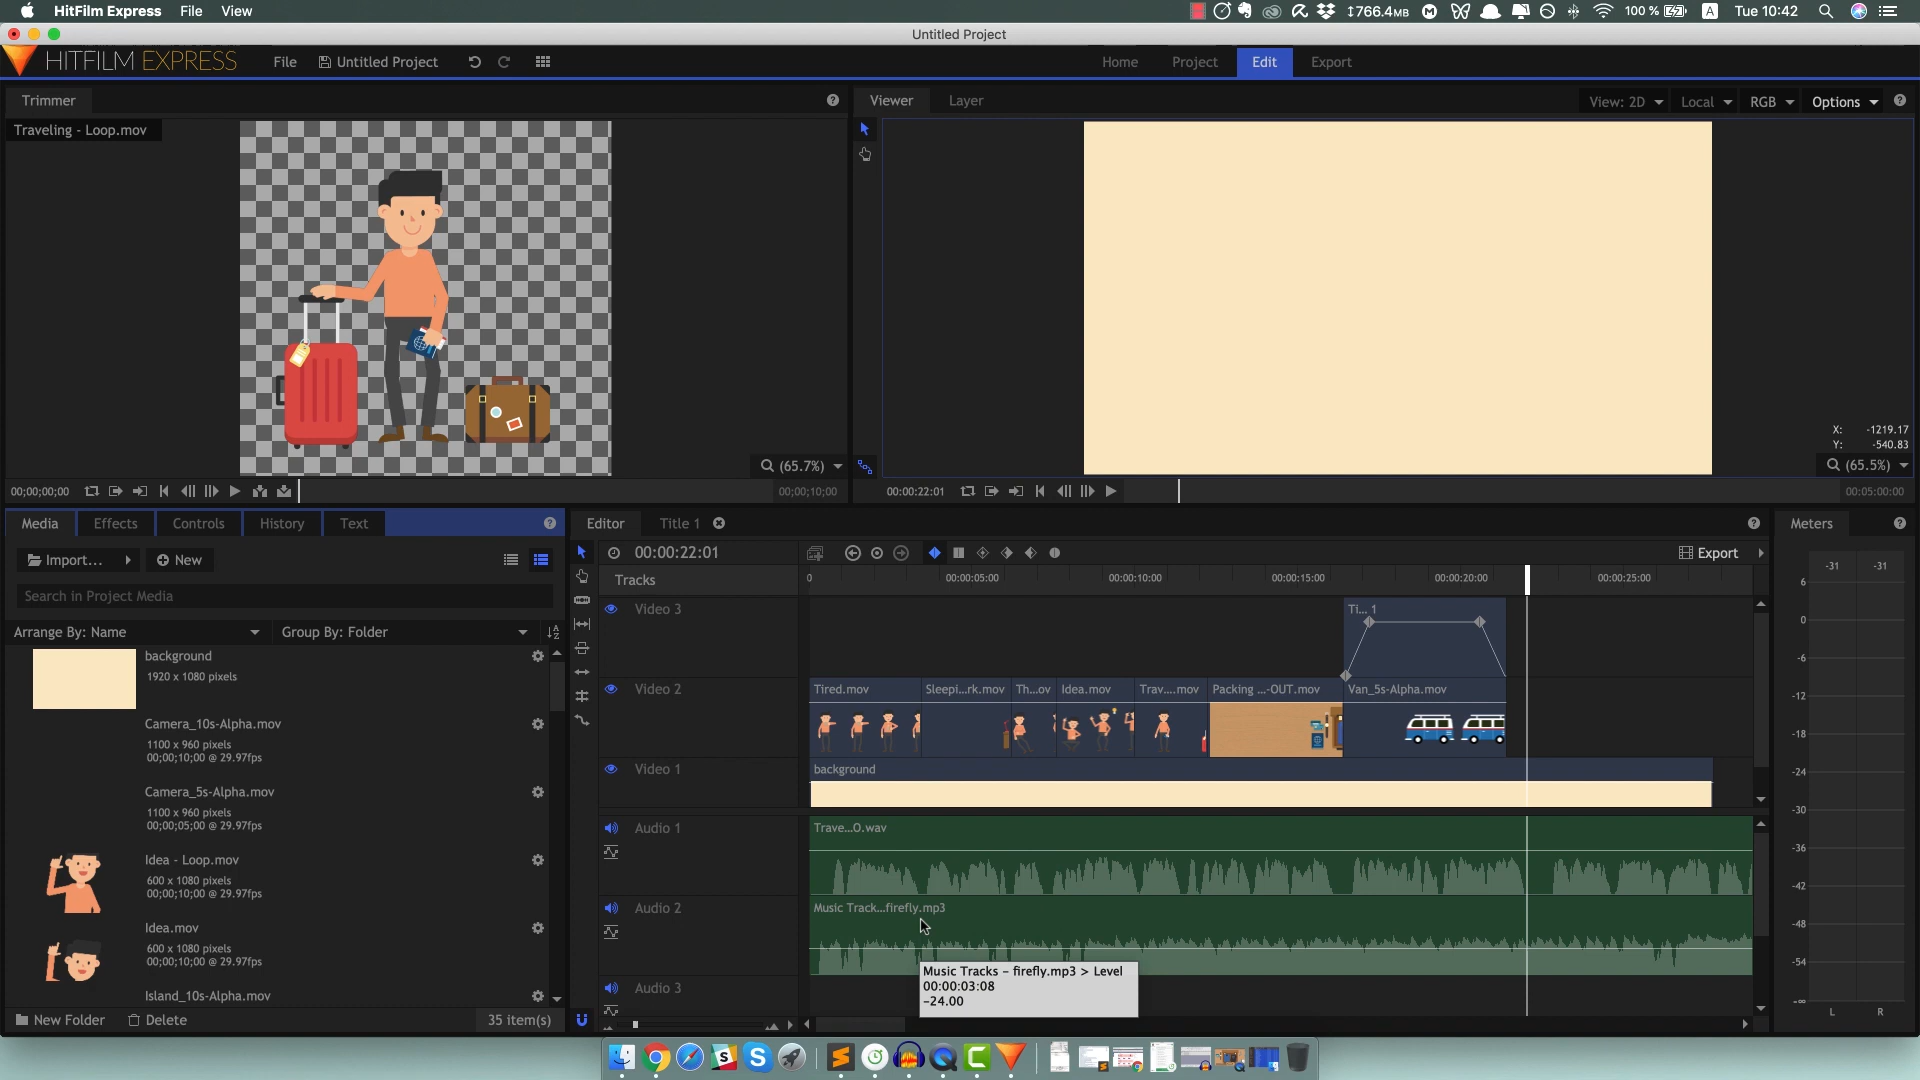 HitFilm Express File View
766.4MB 100 % A Tue 10:42
Untitled Project
HITFILM EXPRESS File Untitled Project Home Project Edit Export
Trimmer
Traveling - Loop.mov
(65.7%)
00;00;00;00 00;00;10;00
Viewer Layer View: 2D Local RGB Options
X: -1219.17
Y: -540.83
(65.5%)
00:00:22:01 00:05:00:00
Media Effects Controls History Text
Import... New
Search in Project Media
Arrange By: Name Group By: Folder
background
1920 x 1080 pixels
Camera_10s-Alpha.mov
1100 x 960 pixels
00;00;10;00 @ 29.97fps
Camera_5s-Alpha.mov
1100 x 960 pixels
00;00;05;00 @ 29.97fps
Idea - Loop.mov
600 x 1080 pixels
00;00;10;00 @ 29.97fps
Idea.mov
600 x 1080 pixels
00;00;10;00 @ 29.97fps
Island_10s-Alpha.mov
New Folder Delete 35 item(s)
Editor Title 1
00:00:22:01 Export
Tracks 0 00:00:05:00 00:00:10:00 00:00:15:00 00:00:20:00 00:00:25:00
Video 3 Ti... 1
Video 2 Tired.mov Sleepi...rk.mov Th...ov Idea.mov Trav....mov Packing ...-OUT.mov Van_5s-Alpha.mov
Video 1 background
Audio 1 Trave...O.wav
Audio 2 Music Track...firefly.mp3
Music Tracks - firefly.mp3 > Level
00:00:03:08
-24.00
Audio 3
Meters
-31 -31
6
0
-6
-12
-18
-24
-30
-36
-42
-48
-54
-∞
L R